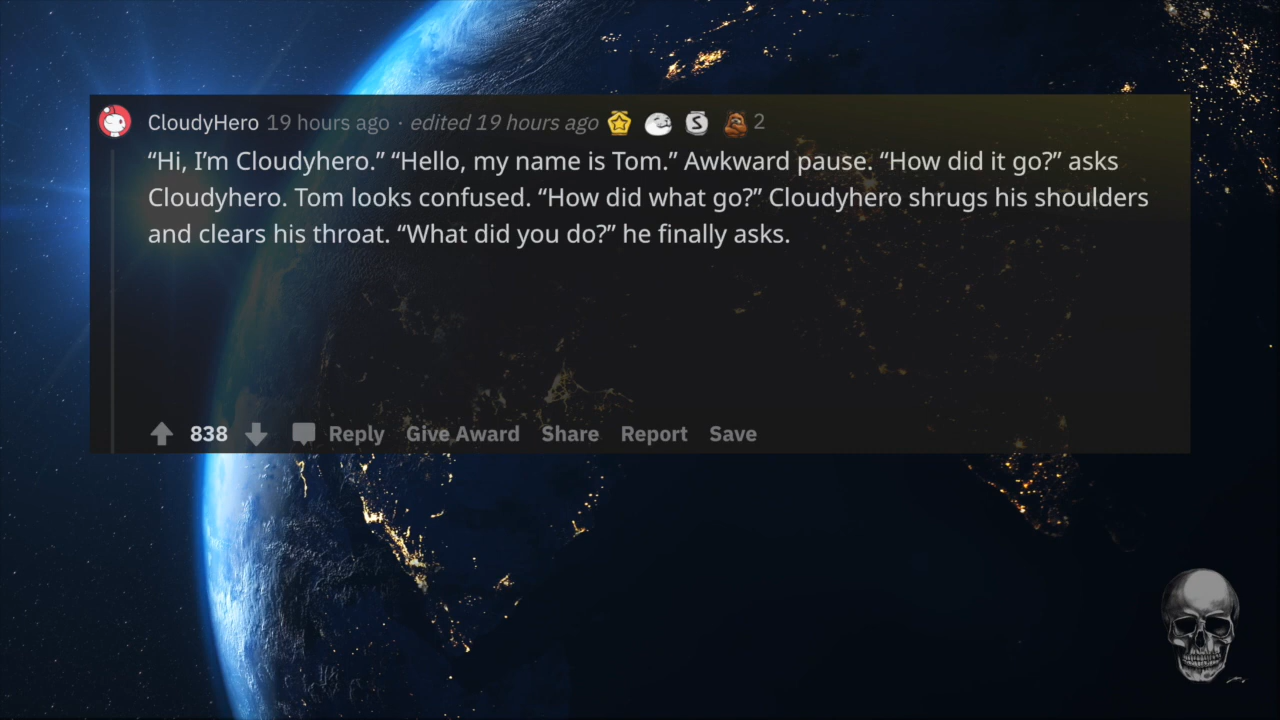 CloudyHero 19 hours ago · edited 19 hours ago 2
“Hi, I’m Cloudyhero.” “Hello, my name is Tom.” Awkward pause. “How did it go?” asks
Cloudyhero. Tom looks confused. “How did what go?” Cloudyhero shrugs his shoulders
and clears his throat. “What did you do?” he finally asks.
838 Reply Give Award Share Report Save